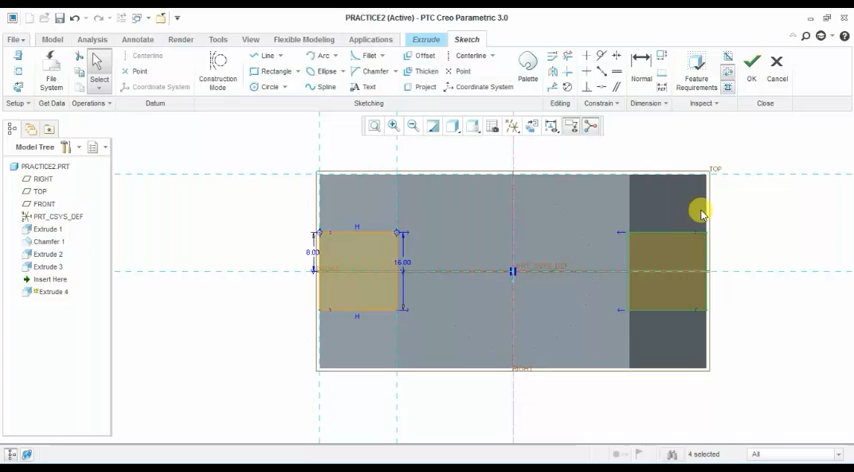 PRACTICE2 (Active) - PTC Creo Parametric 3.0
File Model Analysis Annotate Render Tools View Flexible Modeling Applications Extrude Sketch
File System
Select
Centerline
Point
Coordinate System
Construction Mode
Line Arc Fillet Offset Centerline
Rectangle Ellipse Chamfer Thicken Point
Circle Spline Text Project Coordinate System
Palette
Normal
Feature Requirements
OK
Cancel
Setup Get Data Operations Datum Sketching Editing Constrain Dimension Inspect Close
Model Tree
PRACTICE2.PRT
RIGHT
TOP
FRONT
PRT_CSYS_DEF
Extrude 1
Chamfer 1
Extrude 2
Extrude 3
Insert Here
Extrude 4
TOP
H
8.00
16.00
PRT_CSYS_DEF
H
RIGHT
4 selected
All